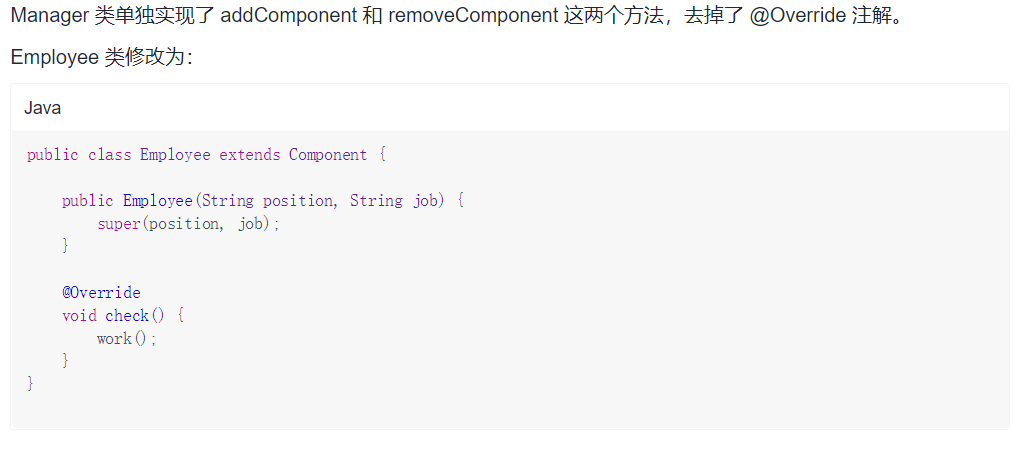 Manager 类单独实现了 addComponent 和 removeComponent 这两个方法，去掉了 @Override 注解。
Employee 类修改为：
Java
public class Employee extends Component {
    public Employee(String position, String job) {
        super(position, job);
    }
    @Override
    void check() {
        work();
    }
}